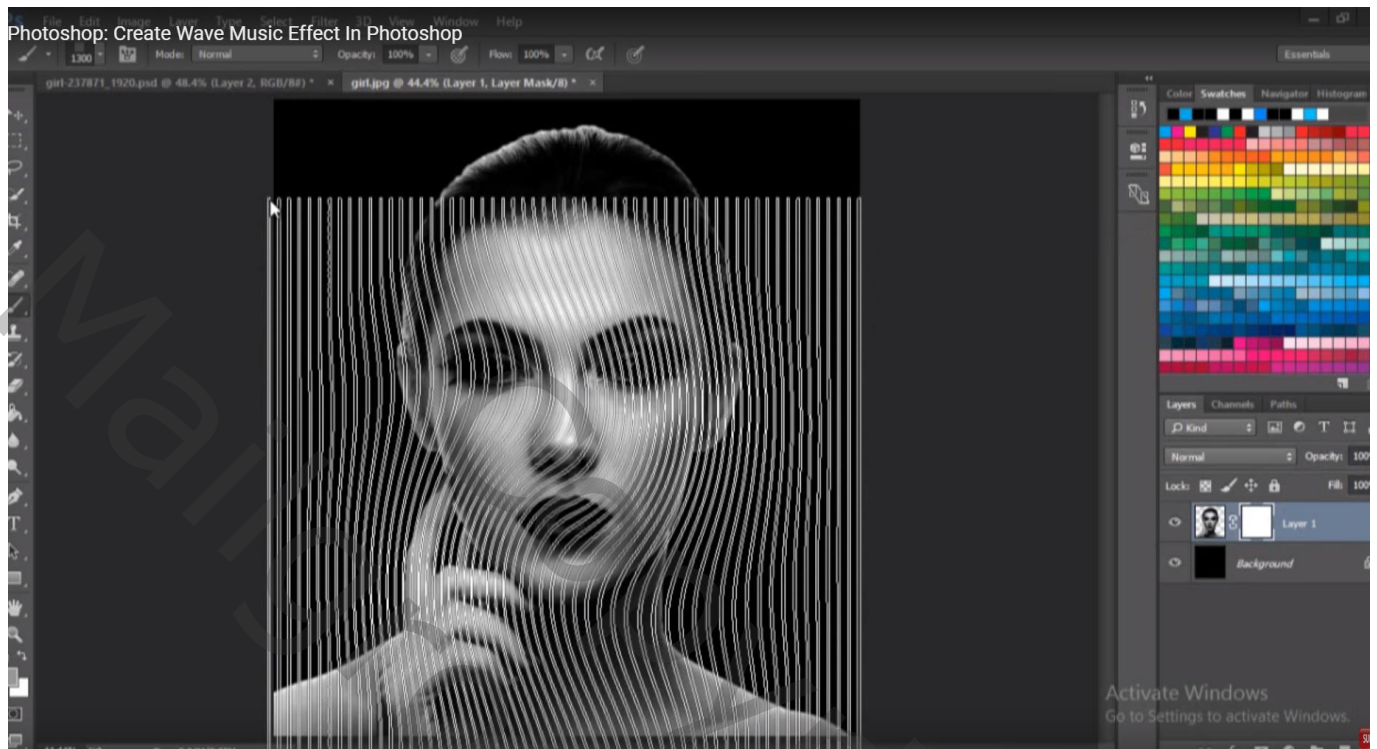 File Edit Image Layer Type Select Filter 3D View Window Help
Photoshop: Create Wave Music Effect In Photoshop
1300 Mode: Normal Opacity: 100% Flow: 100% Essentials
girl-237871_1920.psd @ 48.4% (Layer 2, RGB/8#) * × girl.jpg @ 44.4% (Layer 1, Layer Mask/8) * ×
Color Swatches Navigator Histogram
Layers Channels Paths
Kind
Normal Opacity: 100%
Lock: Fill: 100%
Layer 1
Background
Activate Windows
Go to Settings to activate Windows.